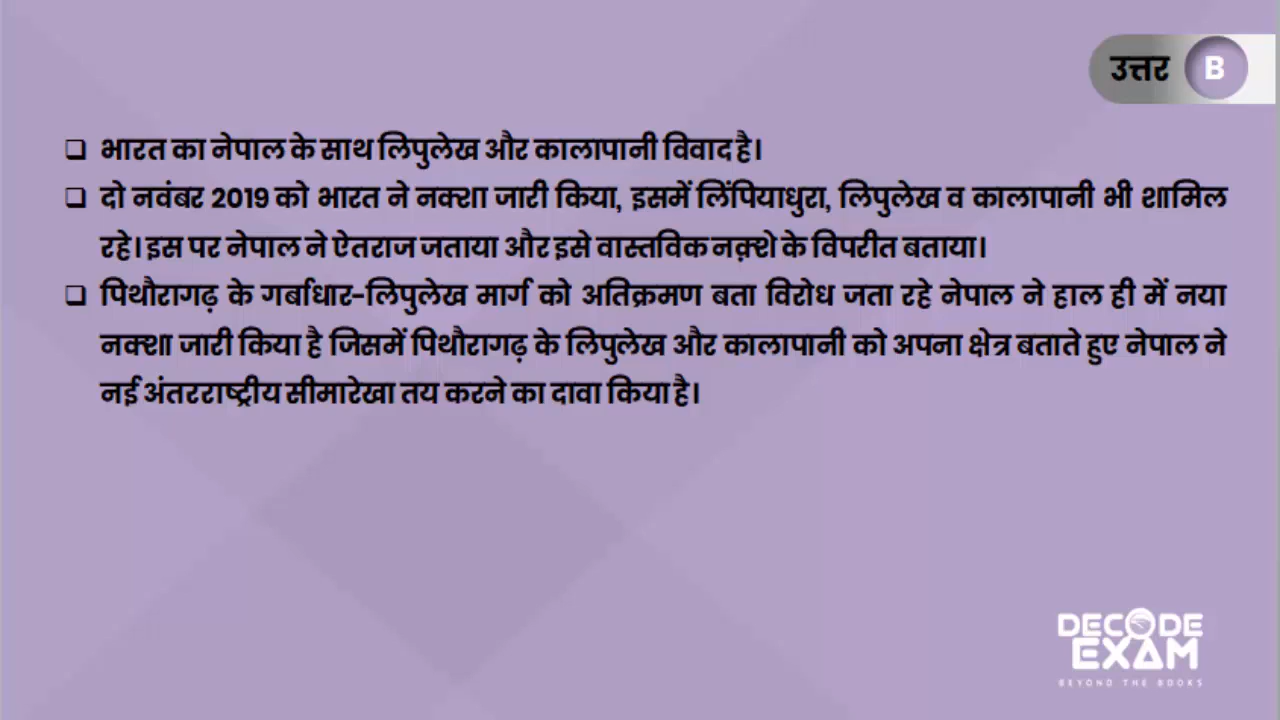 उत्तर B
❑ भारत का नेपाल के साथ लिपुलेख और कालापानी विवाद है।
❑ दो नवंबर 2019 को भारत ने नक्शा जारी किया, इसमें लिंपियाधुरा, लिपुलेख व कालापानी भी शामिल
रहे। इस पर नेपाल ने ऐतराज जताया और इसे वास्तविक नक़्शे के विपरीत बताया।
❑ पिथौरागढ़ के गर्बाधार-लिपुलेख मार्ग को अतिक्रमण बता विरोध जता रहे नेपाल ने हाल ही में नया
नक्शा जारी किया है जिसमें पिथौरागढ़ के लिपुलेख और कालापानी को अपना क्षेत्र बताते हुए नेपाल ने
नई अंतरराष्ट्रीय सीमारेखा तय करने का दावा किया है।
DECODE
EXAM
BEYOND THE BOOKS